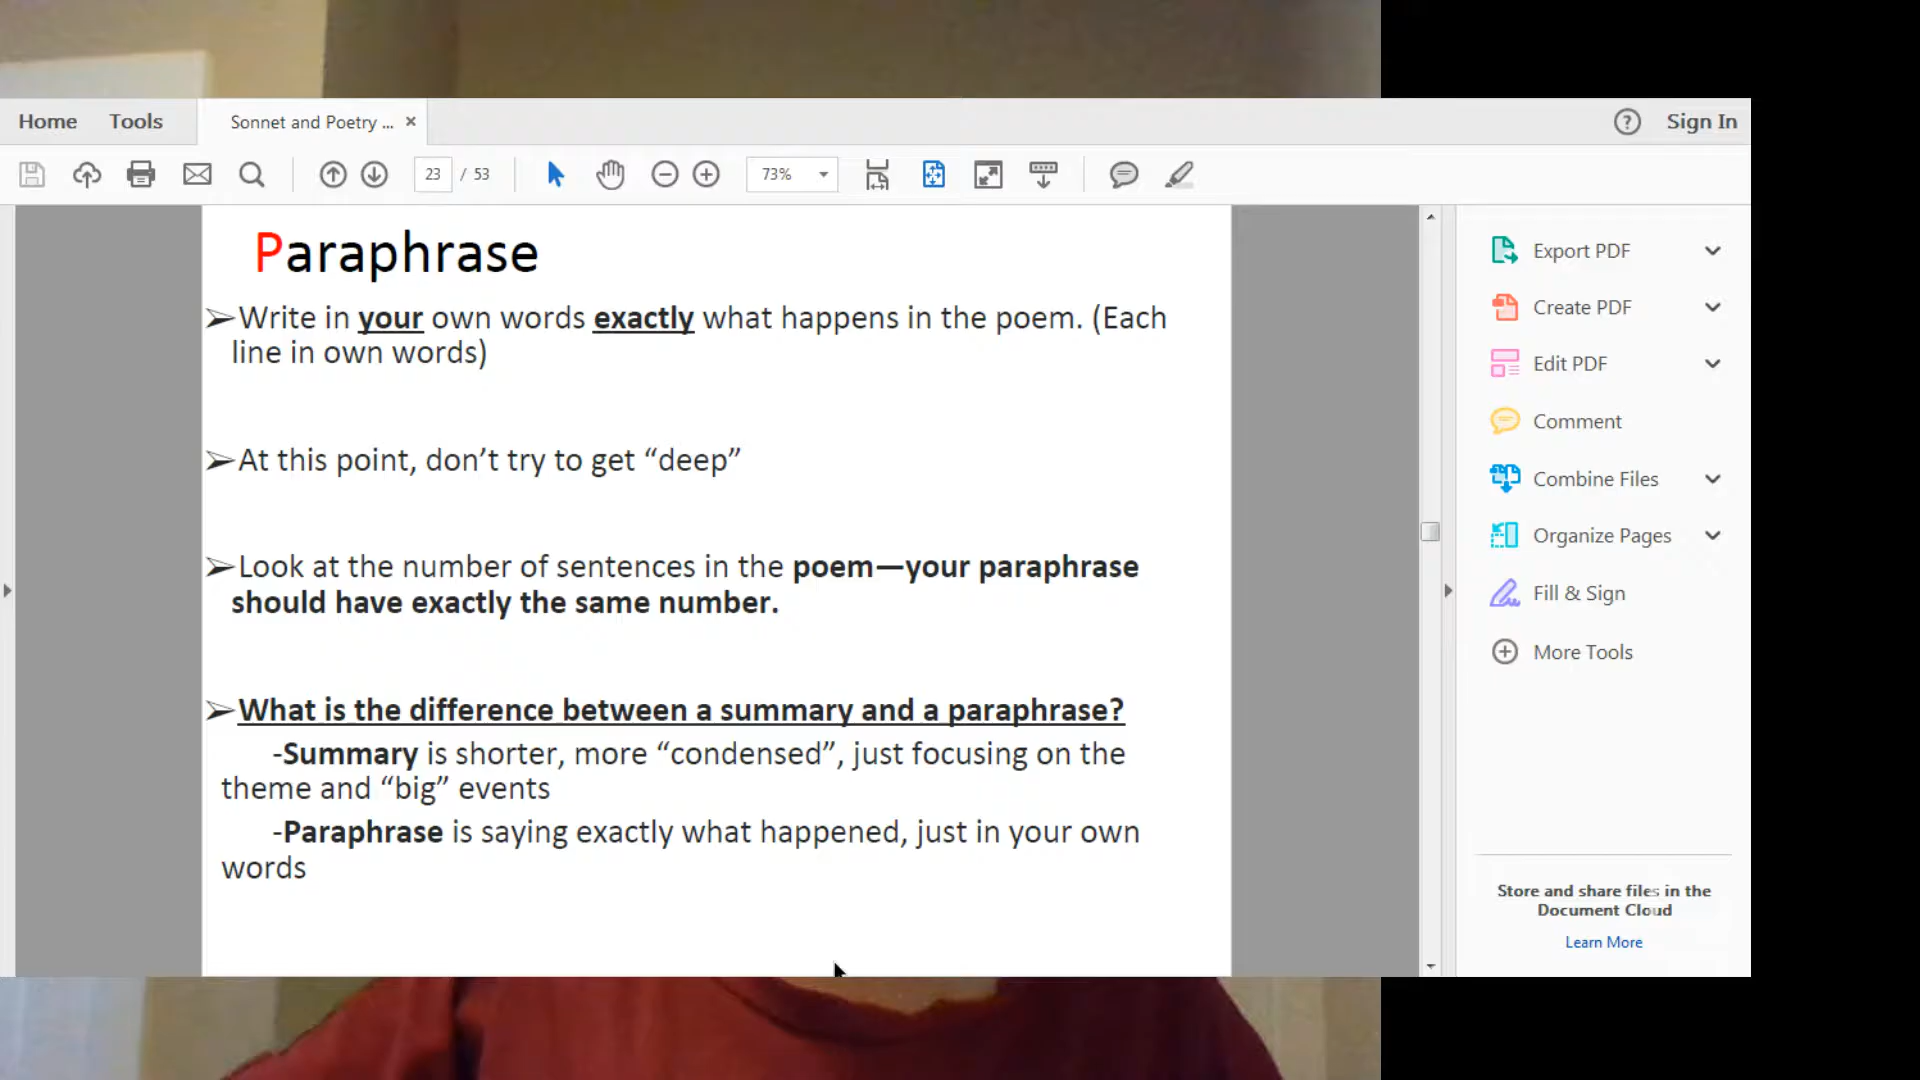 Home Tools Sonnet and Poetry ... × ? Sign In
23 / 53 73%
Paraphrase
➢Write in your own words exactly what happens in the poem. (Each
line in own words)
➢At this point, don’t try to get “deep”
➢Look at the number of sentences in the poem—your paraphrase
should have exactly the same number.
➢What is the difference between a summary and a paraphrase?
-Summary is shorter, more “condensed”, just focusing on the
theme and “big” events
-Paraphrase is saying exactly what happened, just in your own
words
Export PDF
Create PDF
Edit PDF
Comment
Combine Files
Organize Pages
Fill & Sign
More Tools
Store and share files in the
Document Cloud
Learn More